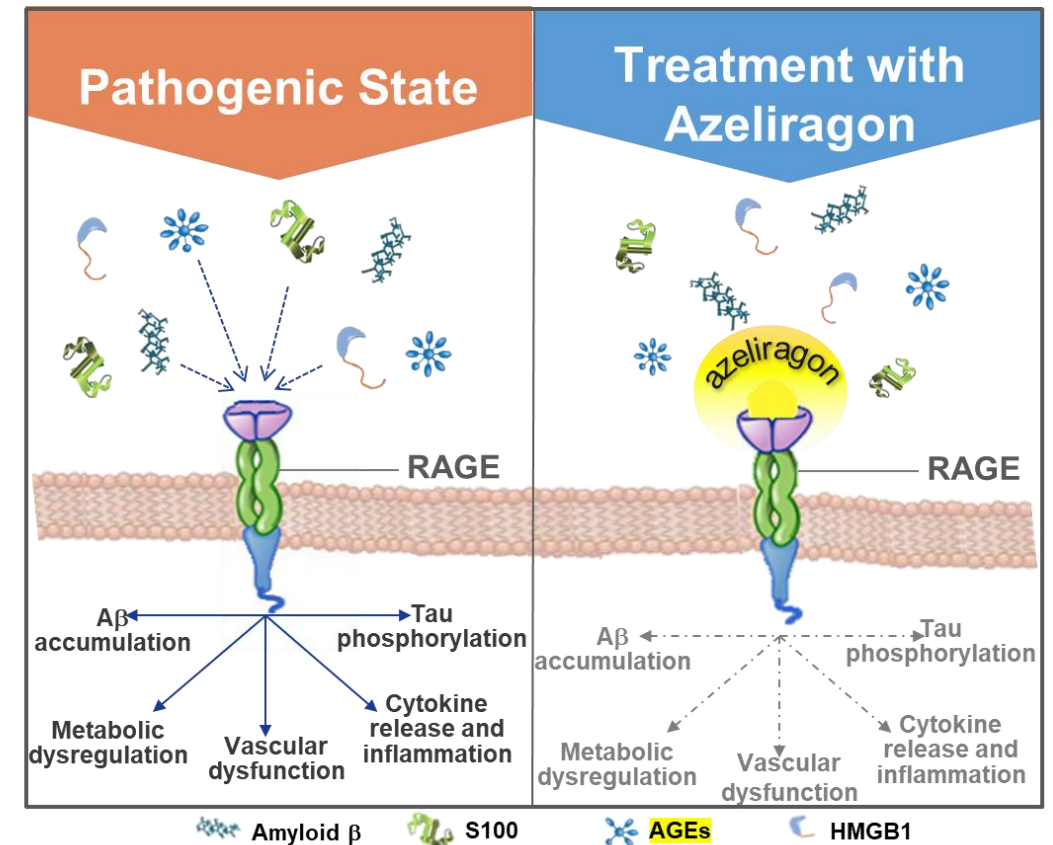 Pathogenic State
Treatment with
Azeliragon
azeliragon
RAGE
RAGE
Aβ
accumulation
Tau
phosphorylation
Metabolic
dysregulation
Vascular
dysfunction
Cytokine
release and
inflammation
Aβ
accumulation
Tau
phosphorylation
Metabolic
dysregulation
Vascular
dysfunction
Cytokine
release and
inflammation
Amyloid β
S100
AGEs
HMGB1